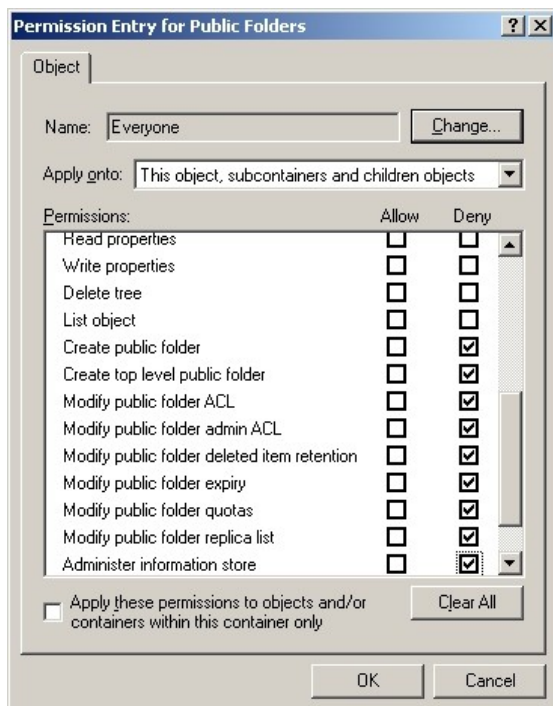 Permission Entry for Public Folders
Object
Name: Everyone Change...
Apply onto: This object, subcontainers and children objects
Permissions: Allow Deny
Read properties
Write properties
Delete tree
List object
Create public folder
Create top level public folder
Modify public folder ACL
Modify public folder admin ACL
Modify public folder deleted item retention
Modify public folder expiry
Modify public folder quotas
Modify public folder replica list
Administer information store
Apply these permissions to objects and/or
containers within this container only
Clear All
OK Cancel